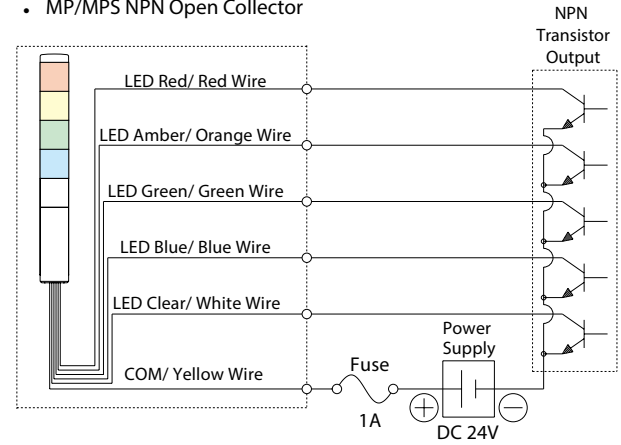 • MP/MPS NPN Open Collector
NPN
Transistor
Output
LED Red/ Red Wire
LED Amber/ Orange Wire
LED Green/ Green Wire
LED Blue/ Blue Wire
LED Clear/ White Wire
COM/ Yellow Wire
Fuse
1A
Power
Supply
+
−
DC 24V